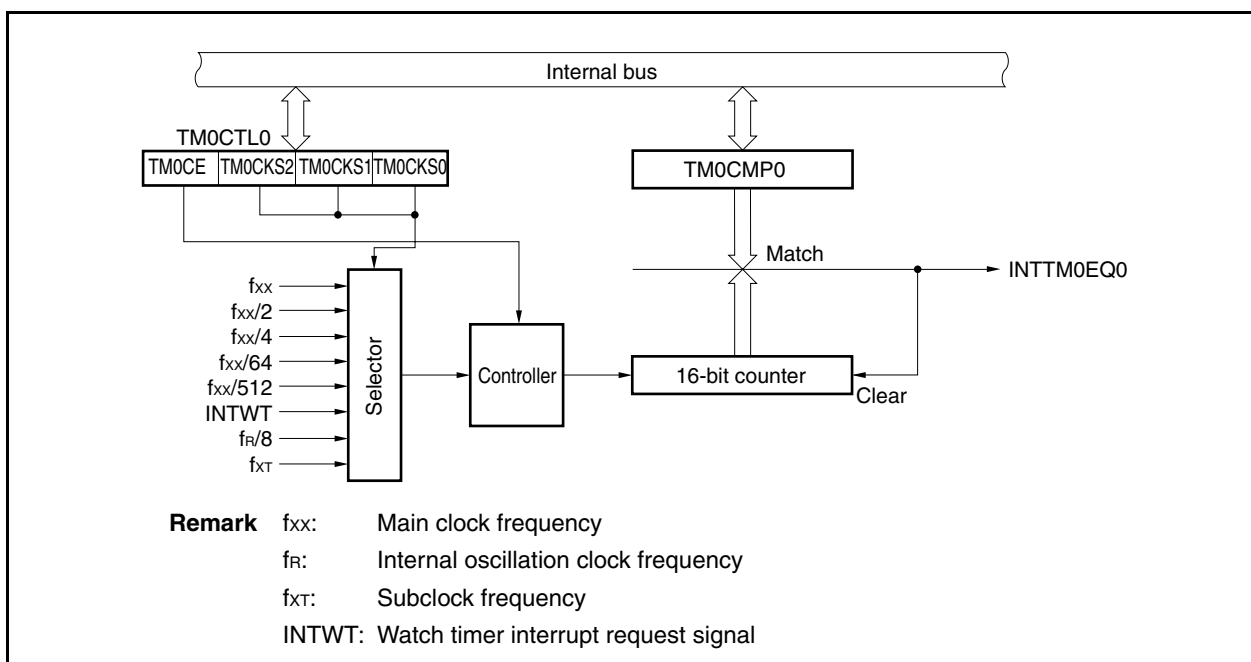 Internal bus
TM0CTL0
TM0CE TM0CKS2 TM0CKS1 TM0CKS0
TM0CMP0
Match
INTTM0EQ0
fXX
fXX/2
fXX/4
fXX/64
fXX/512
INTWT
fR/8
fXT
Selector
Controller
16-bit counter
Clear
Remark fXX: Main clock frequency
fR: Internal oscillation clock frequency
fXT: Subclock frequency
INTWT: Watch timer interrupt request signal